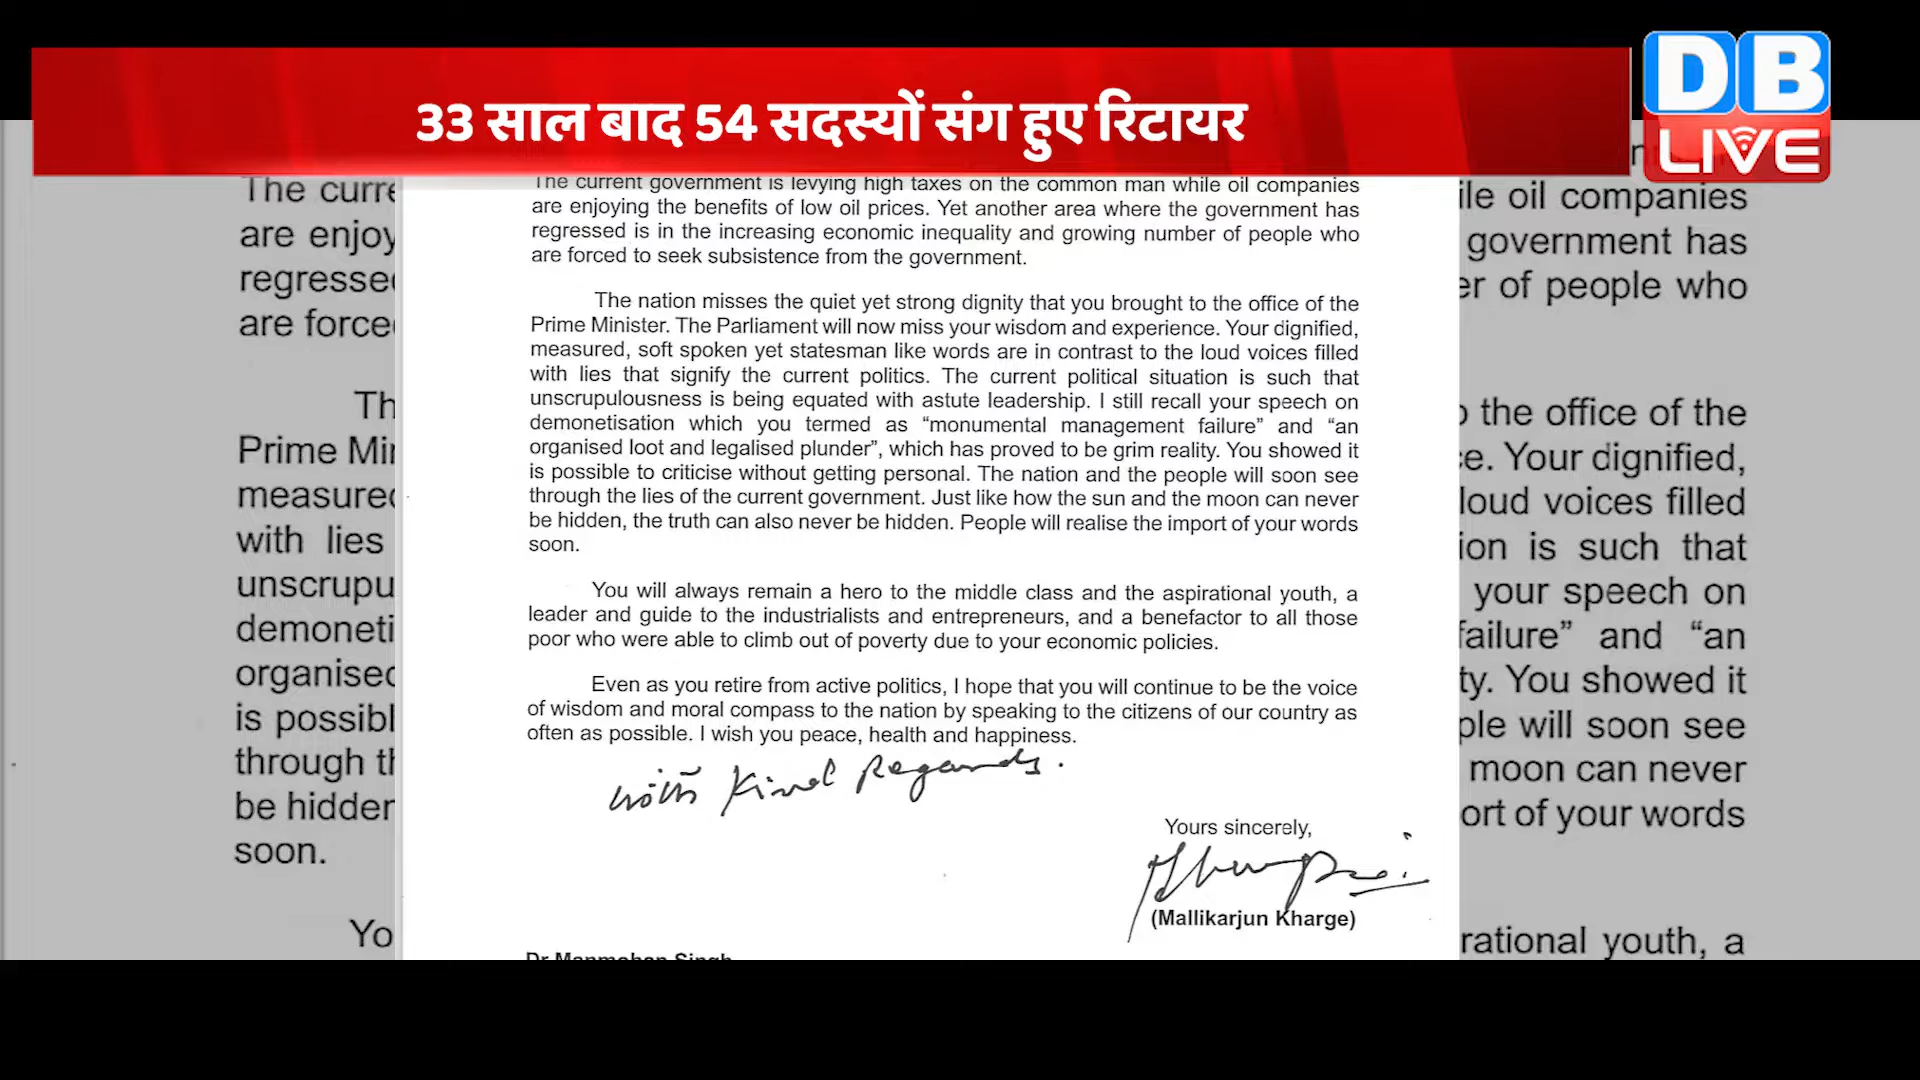 33 साल बाद 54 सदस्यों संग हुए रिटायर
DB
LIVE
The current government is levying high taxes on the common man while oil companies
are enjoying the benefits of low oil prices. Yet another area where the government has
regressed is in the increasing economic inequality and growing number of people who
are forced to seek subsistence from the government.
The nation misses the quiet yet strong dignity that you brought to the office of the
Prime Minister. The Parliament will now miss your wisdom and experience. Your dignified,
measured, soft spoken yet statesman like words are in contrast to the loud voices filled
with lies that signify the current politics. The current political situation is such that
unscrupulousness is being equated with astute leadership. I still recall your speech on
demonetisation which you termed as “monumental management failure” and “an
organised loot and legalised plunder”, which has proved to be grim reality. You showed it
is possible to criticise without getting personal. The nation and the people will soon see
through the lies of the current government. Just like how the sun and the moon can never
be hidden, the truth can also never be hidden. People will realise the import of your words
soon.
You will always remain a hero to the middle class and the aspirational youth, a
leader and guide to the industrialists and entrepreneurs, and a benefactor to all those
poor who were able to climb out of poverty due to your economic policies.
Even as you retire from active politics, I hope that you will continue to be the voice
of wisdom and moral compass to the nation by speaking to the citizens of our country as
often as possible. I wish you peace, health and happiness.
with Kind Regards.
Yours sincerely,
(Mallikarjun Kharge)
Dr Manmohan Singh